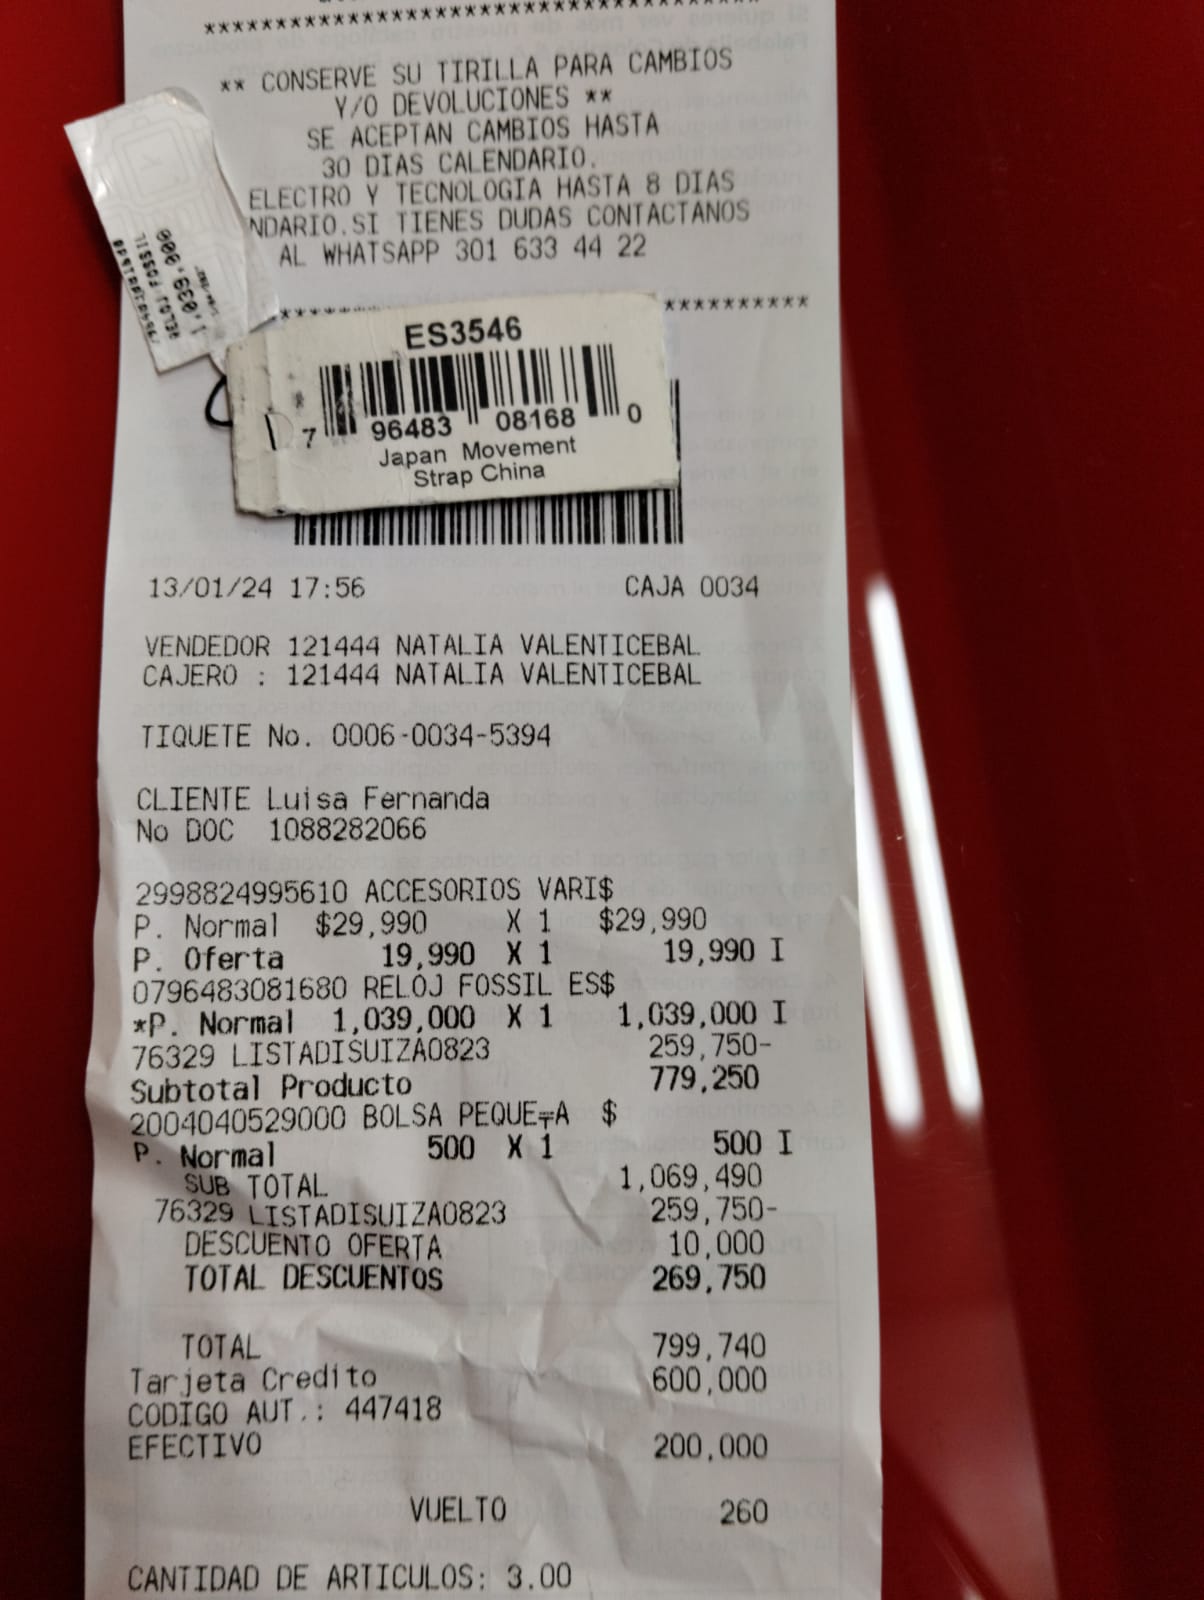 ** CONSERVE SU TIRILLA PARA CAMBIOS
Y/O DEVOLUCIONES **
SE ACEPTAN CAMBIOS HASTA
30 DIAS CALENDARIO.
ELECTRO Y TECNOLOGIA HASTA 8 DIAS
NDARIO.SI TIENES DUDAS CONTACTANOS
AL WHATSAPP 301 633 44 22
1,039,000
RELOJ FOSSIL
ES3546
7 96483 08168 0
Japan Movement
Strap China
13/01/24 17:56 CAJA 0034
VENDEDOR 121444 NATALIA VALENTICEBAL
CAJERO : 121444 NATALIA VALENTICEBAL
TIQUETE No. 0006-0034-5394
CLIENTE Luisa Fernanda
No DOC 1088282066
2998824995610 ACCESORIOS VARI$
P. Normal $29,990 X 1 $29,990
P. Oferta 19,990 X 1 19,990 I
0796483081680 RELOJ FOSSIL ES$
*P. Normal 1,039,000 X 1 1,039,000 I
76329 LISTADISUIZA0823 259,750-
Subtotal Producto 779,250
2004040529000 BOLSA PEQUE╤A $
P. Normal 500 X 1 500 I
SUB TOTAL 1,069,490
76329 LISTADISUIZA0823 259,750-
DESCUENTO OFERTA 10,000
TOTAL DESCUENTOS 269,750
TOTAL 799,740
Tarjeta Credito 600,000
CODIGO AUT.: 447418
EFECTIVO 200,000
VUELTO 260
CANTIDAD DE ARTICULOS: 3.00